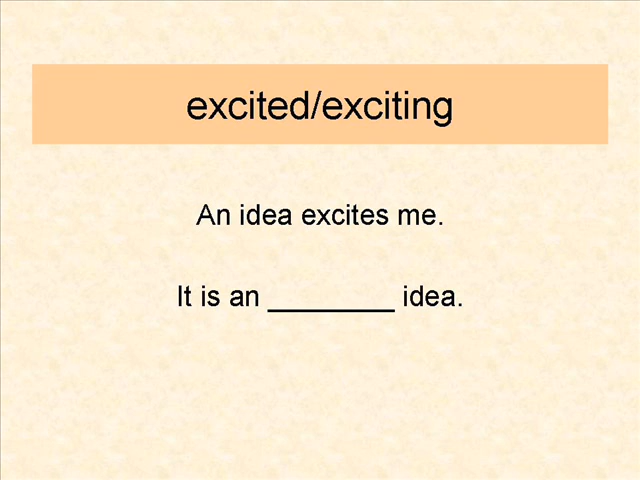 excited/exciting
An idea excites me.
It is an ________ idea.